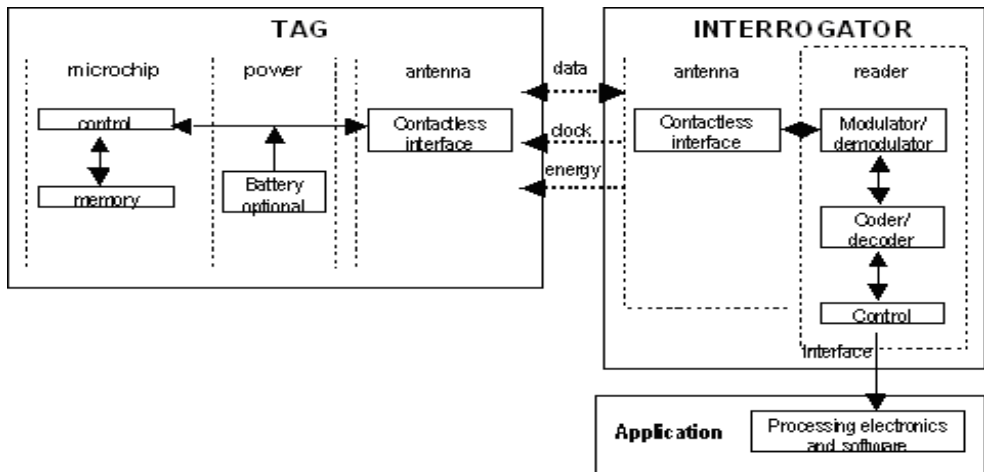 TAG
microchip
power
antenna
control
memory
Battery
optional
Contactless
interface
data
clock
energy
INTERROGATOR
antenna
reader
Contactless
interface
Modulator/
demodulator
Coder/
decoder
Control
Interface
Application
Processing electronics
and software